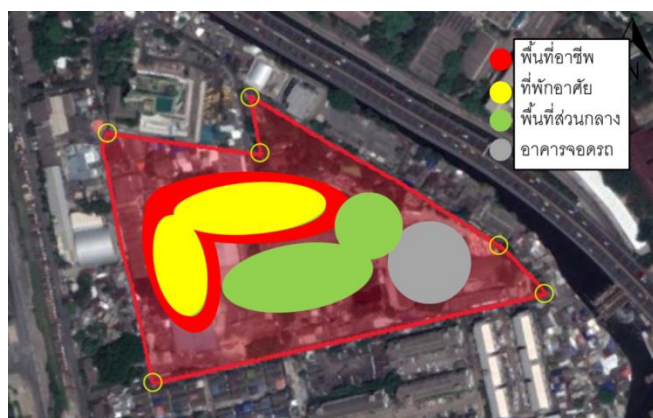 พื้นที่อาชีพ
ที่พักอาศัย
พื้นที่ส่วนกลาง
อาคารจอดรถ